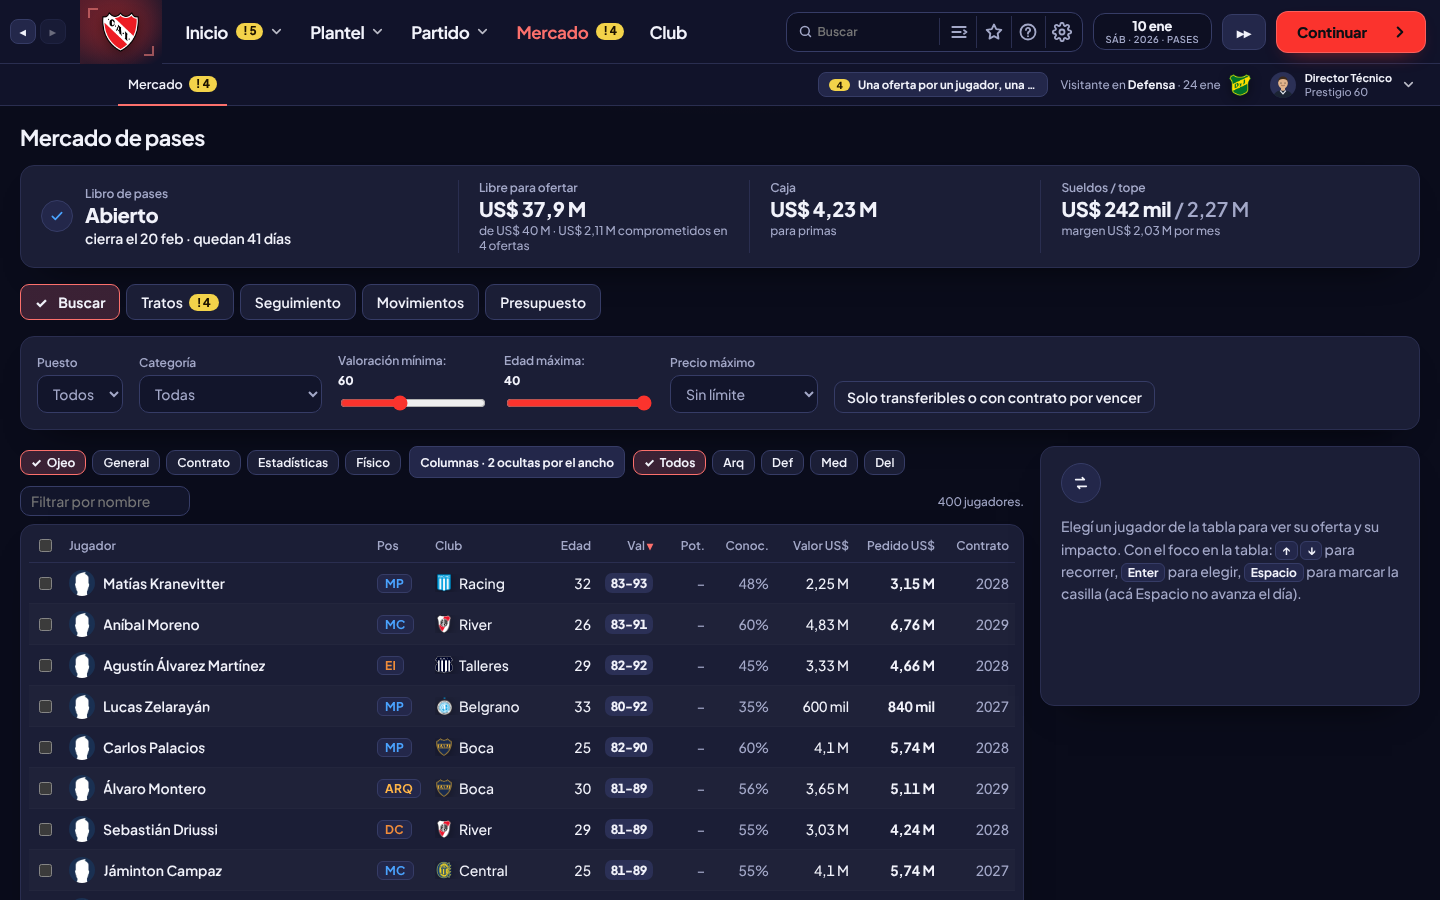 Inicio !5
Plantel
Partido
Mercado !4
Club
Buscar
10 ene
SÁB · 2026 · PASES
Continuar
Mercado !4
4 Una oferta por un jugador, una ...
Visitante en Defensa · 24 ene
Director Técnico
Prestigio 60
Mercado de pases
Libro de pases
Abierto
cierra el 20 feb · quedan 41 días
Libre para ofertar
US$ 37,9 M
de US$ 40 M · US$ 2,11 M comprometidos en
4 ofertas
Caja
US$ 4,23 M
para primas
Sueldos / tope
US$ 242 mil / 2,27 M
margen US$ 2,03 M por mes
Buscar
Tratos !4
Seguimiento
Movimientos
Presupuesto
Puesto
Todos
Categoría
Todas
Valoración mínima:
60
Edad máxima:
40
Precio máximo
Sin límite
Solo transferibles o con contrato por vencer
Ojeo
General
Contrato
Estadísticas
Físico
Columnas · 2 ocultas por el ancho
Todos
Arq
Def
Med
Del
Filtrar por nombre
400 jugadores.
Jugador Pos Club Edad Val▾ Pot. Conoc. Valor US$ Pedido US$ Contrato
Matías Kranevitter MP Racing 32 83–93 – 48% 2,25 M 3,15 M 2028
Aníbal Moreno MC River 26 83–91 – 60% 4,83 M 6,76 M 2029
Agustín Álvarez Martínez EI Talleres 29 82–92 – 45% 3,33 M 4,66 M 2028
Lucas Zelarayán MP Belgrano 33 80–92 – 35% 600 mil 840 mil 2027
Carlos Palacios MP Boca 25 82–90 – 60% 4,1 M 5,74 M 2028
Álvaro Montero ARQ Boca 30 81–89 – 56% 3,65 M 5,11 M 2029
Sebastián Driussi DC River 29 81–89 – 55% 3,03 M 4,24 M 2028
Jáminton Campaz MC Central 25 81–89 – 55% 4,1 M 5,74 M 2027
Elegí un jugador de la tabla para ver su oferta y su
impacto. Con el foco en la tabla: ↑ ↓ para
recorrer, Enter para elegir, Espacio para marcar la
casilla (acá Espacio no avanza el día).